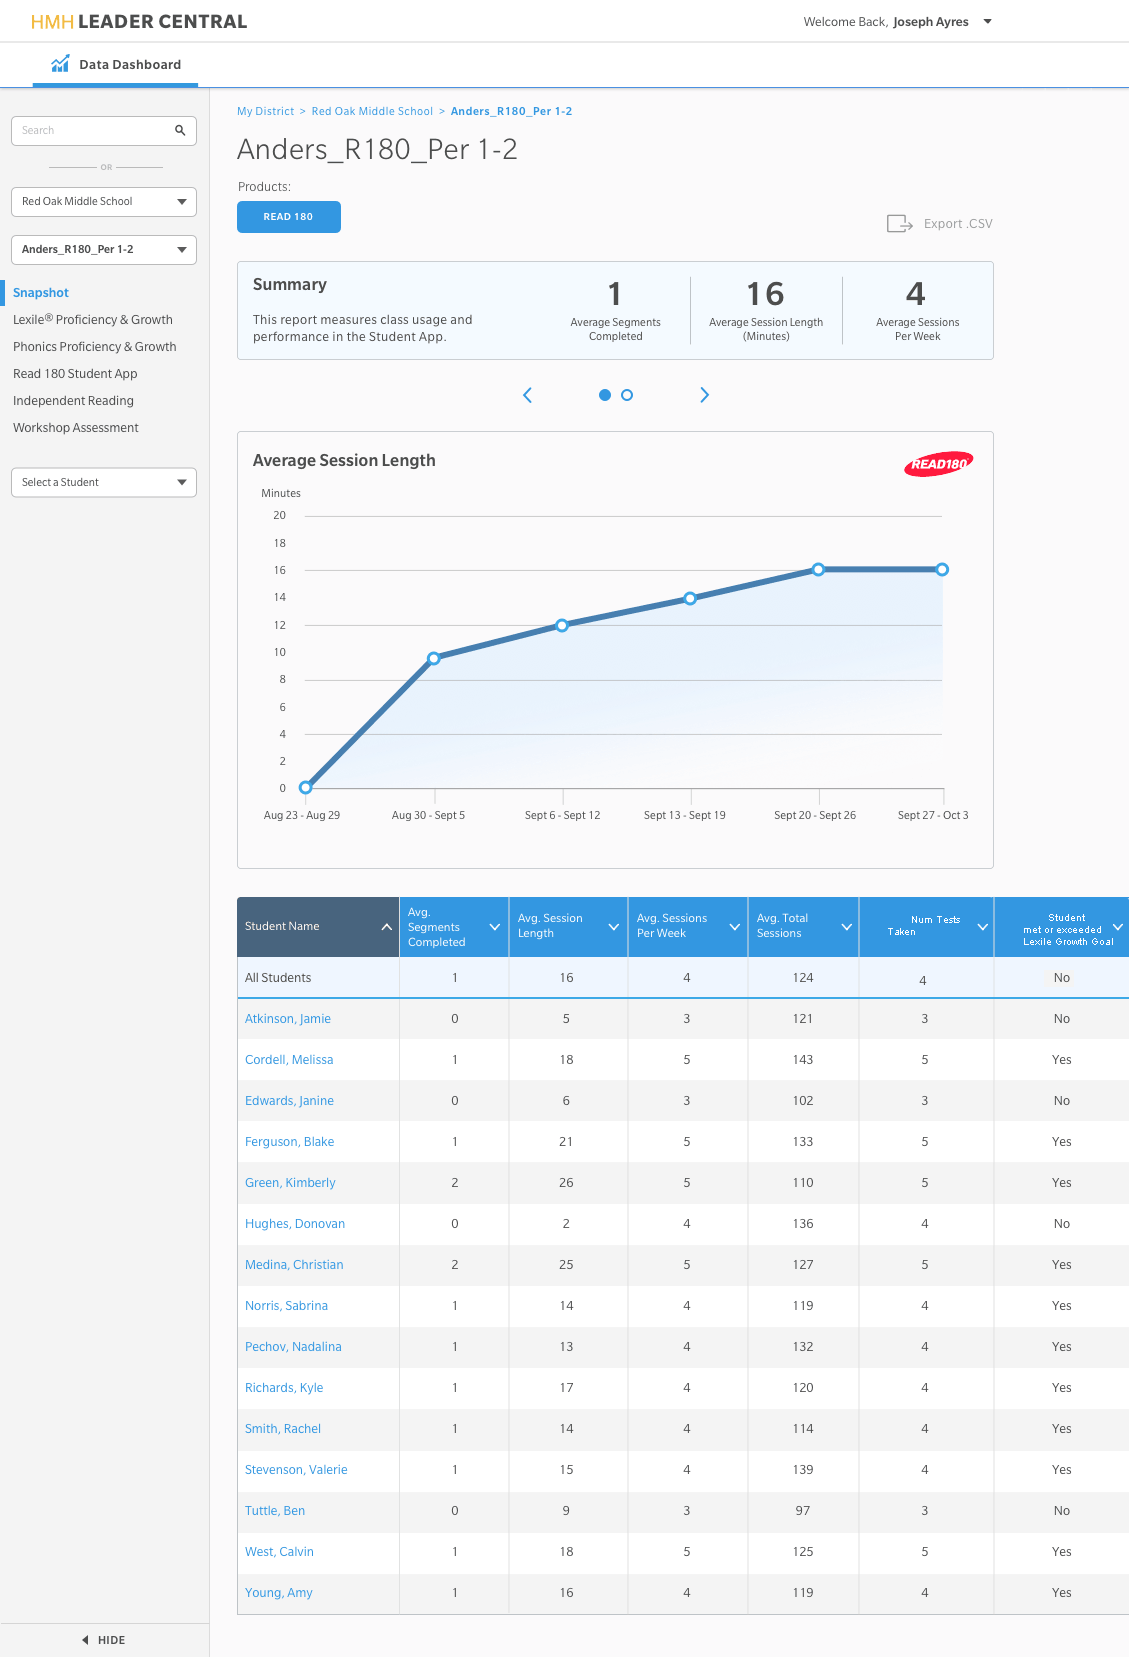 HMH LEADER CENTRAL
Welcome Back, Joseph Ayres
Data Dashboard
Search
OR
Red Oak Middle School
Anders_R180_Per 1-2
Snapshot
Lexile® Proficiency & Growth
Phonics Proficiency & Growth
Read 180 Student App
Independent Reading
Workshop Assessment
Select a Student
HIDE
My District > Red Oak Middle School > Anders_R180_Per 1-2
Anders_R180_Per 1-2
Products:
READ 180
Export .CSV
Summary
This report measures class usage and
performance in the Student App.
1
Average Segments
Completed
16
Average Session Length
(Minutes)
4
Average Sessions
Per Week
Average Session Length
READ180
Minutes
20
18
16
14
12
10
8
6
4
2
0
Aug 23 - Aug 29 Aug 30 - Sept 5 Sept 6 - Sept 12 Sept 13 - Sept 19 Sept 20 - Sept 26 Sept 27 - Oct 3
Student Name
Avg.
Segments
Completed
Avg. Session
Length
Avg. Sessions
Per Week
Avg. Total
Sessions
Num Tests
Taken
Student
met or exceeded
Lexile Growth Goal
All Students 1 16 4 124 4 No
Atkinson, Jamie 0 5 3 121 3 No
Cordell, Melissa 1 18 5 143 5 Yes
Edwards, Janine 0 6 3 102 3 No
Ferguson, Blake 1 21 5 133 5 Yes
Green, Kimberly 2 26 5 110 5 Yes
Hughes, Donovan 0 2 4 136 4 No
Medina, Christian 2 25 5 127 5 Yes
Norris, Sabrina 1 14 4 119 4 Yes
Pechov, Nadalina 1 13 4 132 4 Yes
Richards, Kyle 1 17 4 120 4 Yes
Smith, Rachel 1 14 4 114 4 Yes
Stevenson, Valerie 1 15 4 139 4 Yes
Tuttle, Ben 0 9 3 97 3 No
West, Calvin 1 18 5 125 5 Yes
Young, Amy 1 16 4 119 4 Yes